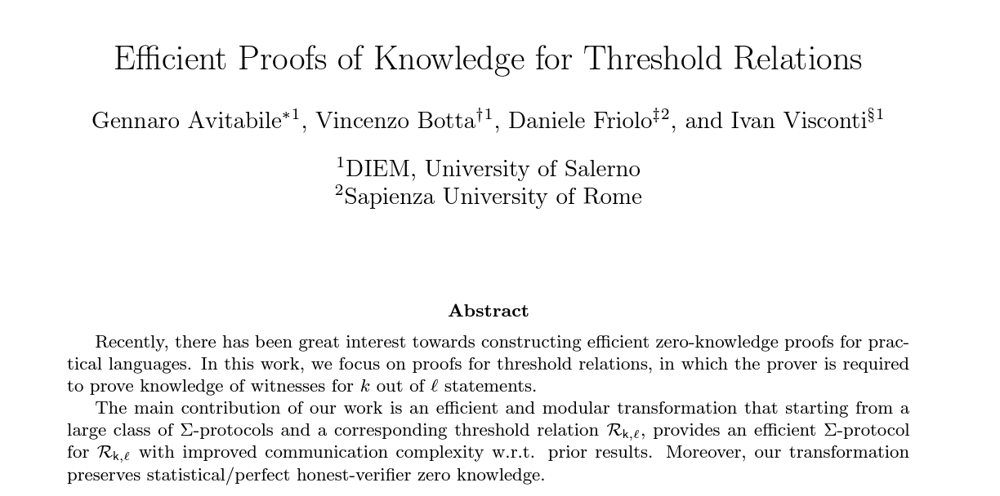 Efficient Proofs of Knowledge for Threshold Relations
Gennaro Avitabile*1, Vincenzo Botta†1, Daniele Friolo‡2, and Ivan Visconti§1
1DIEM, University of Salerno
2Sapienza University of Rome
Abstract
Recently, there has been great interest towards constructing efficient zero-knowledge proofs for prac-
tical languages. In this work, we focus on proofs for threshold relations, in which the prover is required
to prove knowledge of witnesses for k out of ℓ statements.
The main contribution of our work is an efficient and modular transformation that starting from a
large class of Σ-protocols and a corresponding threshold relation ℛk,ℓ, provides an efficient Σ-protocol
for ℛk,ℓ with improved communication complexity w.r.t. prior results. Moreover, our transformation
preserves statistical/perfect honest-verifier zero knowledge.